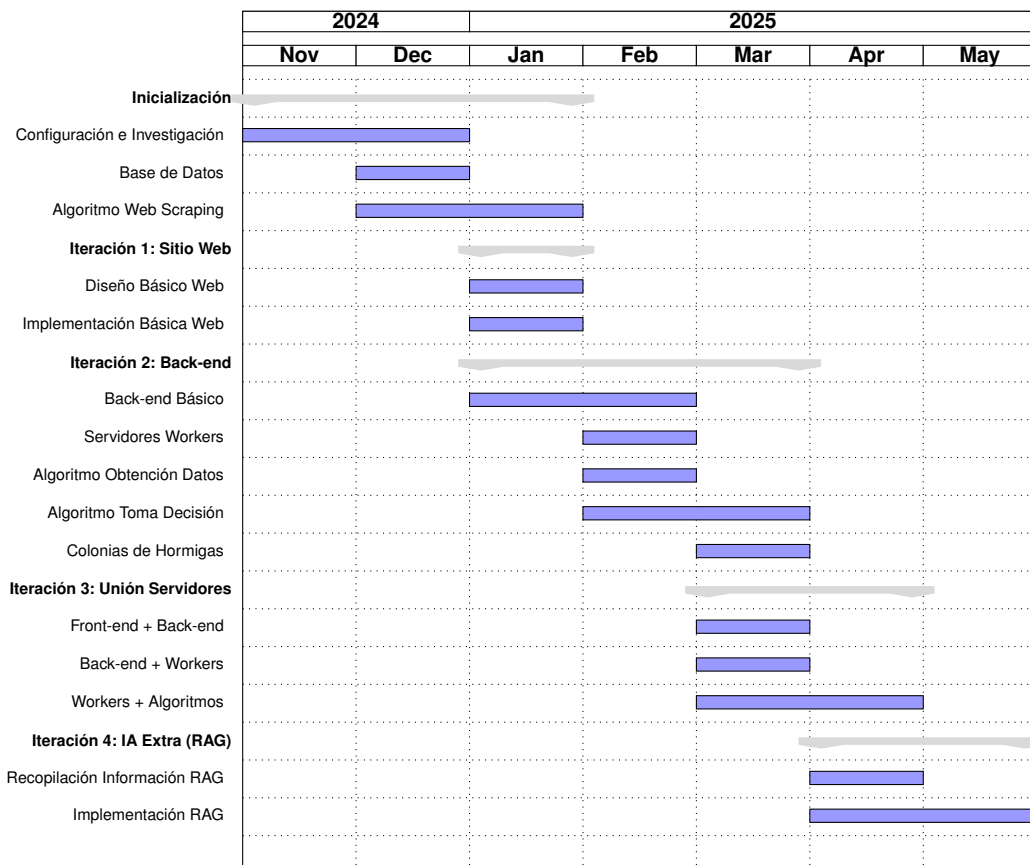 2024 2025
Nov Dec Jan Feb Mar Apr May
Inicialización
Configuración e Investigación
Base de Datos
Algoritmo Web Scraping
Iteración 1: Sitio Web
Diseño Básico Web
Implementación Básica Web
Iteración 2: Back-end
Back-end Básico
Servidores Workers
Algoritmo Obtención Datos
Algoritmo Toma Decisión
Colonias de Hormigas
Iteración 3: Unión Servidores
Front-end + Back-end
Back-end + Workers
Workers + Algoritmos
Iteración 4: IA Extra (RAG)
Recopilación Información RAG
Implementación RAG